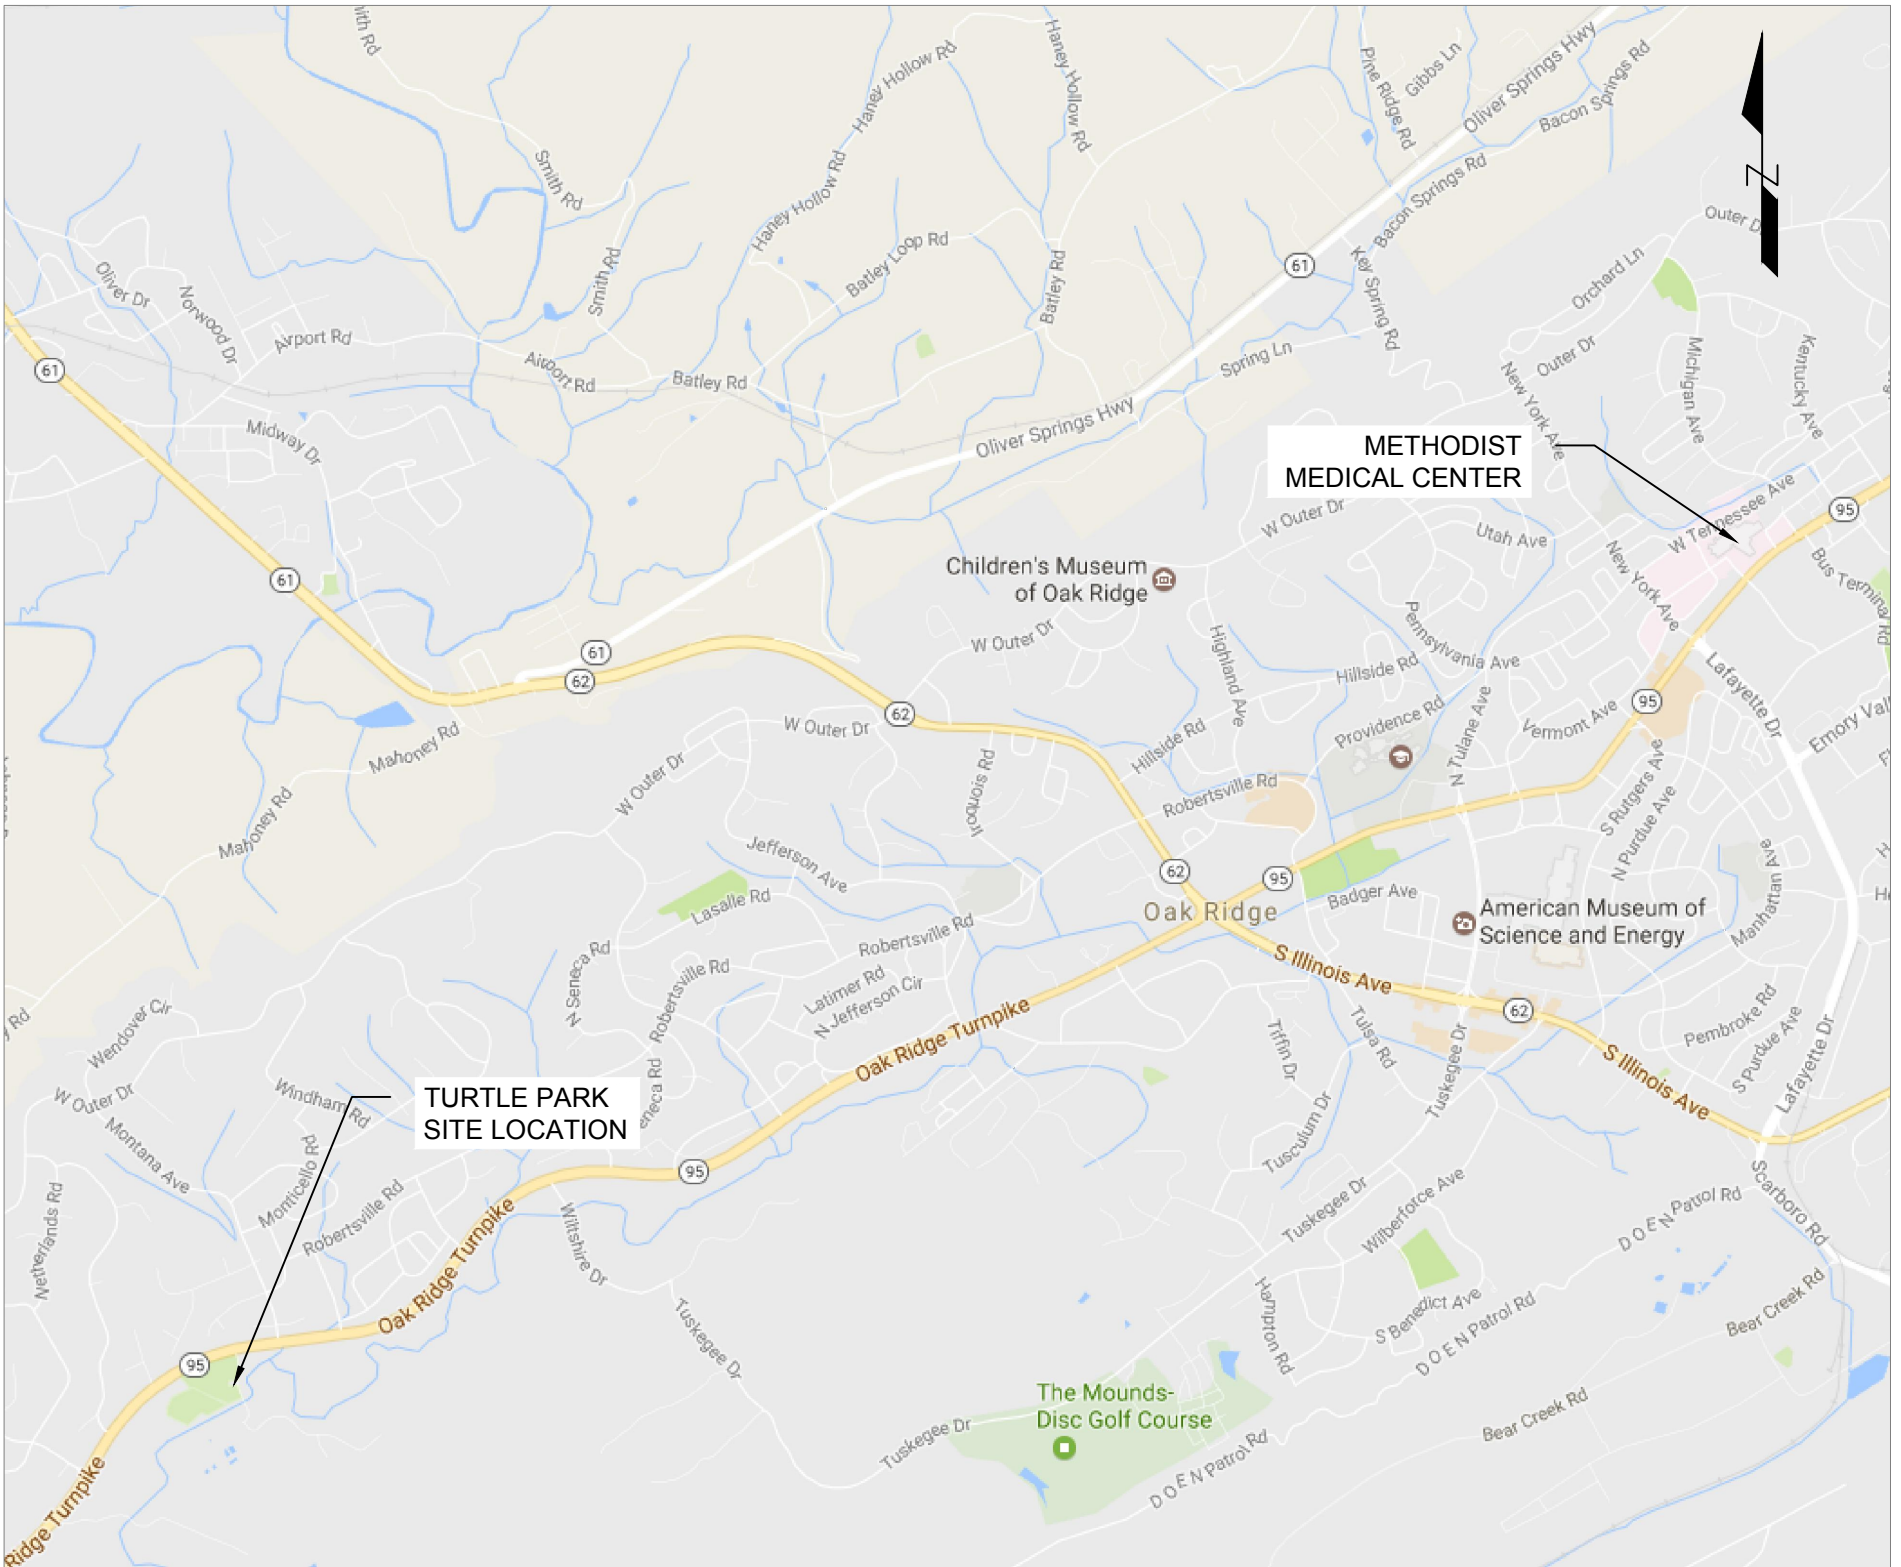 Smith Rd
Haney Hollow Rd
Haney Hollow Rd
Pine Ridge Rd
Gibbs Ln
Oliver Springs Hwy
Bacon Springs Rd
Smith Rd
Haney Hollow Rd
Bacon Springs Rd
N
Outer D
Oliver Dr
Norwood Dr
Smith Rd
Batley Loop Rd
Batley Rd
61
Key Spring Rd
Orchard Ln
Airport Rd
61
Airport Rd
Batley Rd
Spring Ln
Outer Dr
New York Ave
Michigan Ave
Kentucky Ave
Midway Dr
Oliver Springs Hwy
METHODIST
MEDICAL CENTER
W Outer Dr
Utah Ave
W Tennessee Ave
95
61
Children's Museum
of Oak Ridge
New York Ave
Bus Terminal Rd
61
62
W Outer Dr
Highland Ave
Pennsylvania Ave
Hillside Rd
Lafayette Dr
62
W Outer Dr
Mahoney Rd
Hillside Rd
Providence Rd
N Tulane Ave
Vermont Ave
95
Emory Val
W Outer Dr
Iroquois Rd
Robertsville Rd
S Rutgers Ave
N Purdue Ave
Mahoney Rd
Jefferson Ave
62
95
Manhattan Ave
Lasalle Rd
Oak Ridge
Badger Ave
American Museum of
Science and Energy
N Seneca Rd
Robertsville Rd
Robertsville Rd
S Illinois Ave
Latimer Rd
N Jefferson Cir
y Rd
Wendover Cir
Oak Ridge Turnpike
Tiffin Dr
Tulsa Rd
62
Pembroke Rd
S Purdue Ave
Lafayette Dr
W Outer Dr
Windham Rd
TURTLE PARK
SITE LOCATION
eneca Rd
Tuskegee Dr
S Illinois Ave
Montana Ave
Monticello Rd
95
Tusculum Dr
Netherlands Rd
Robertsville Rd
Wiltshire Dr
Tuskegee Dr
Wilberforce Ave
D O E N Patrol Rd
Scarboro Rd
Oak Ridge Turnpike
Tuskegee Dr
Hampton Rd
S Benedict Ave
D O E N Patrol Rd
Bear Creek Rd
95
The Mounds-
Disc Golf Course
Tuskegee Dr
Bear Creek Rd
D O E N Patrol Rd
Ridge Turnpike